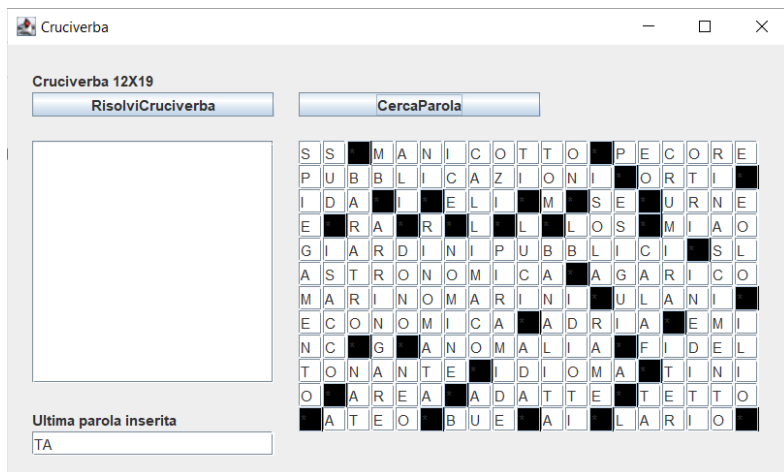 Cruciverba
Cruciverba 12X19
RisolviCruciverba CercaParola
S S * M A N I C O T T O * P E C O R E
P U B B L I C A Z I O N I * O R T I *
I D A * I * E L I * M * S E * U R N E
E * R A * R * L * L * L O S * M I A O
G I A R D I N I P U B B L I C I * S L
A S T R O N O M I C A * A G A R I C O
M A R I N O M A R I N I * U L A N I *
E C O N O M I C A * A D R I A * E M I
N C * G * A N O M A L I A * F I D E L
T O N A N T E * I D I O M A * T I N I
O * A R E A * A D A T T E * T E T T O
* A T E O * B U E * A I * L A R I O *
Ultima parola inserita
TA